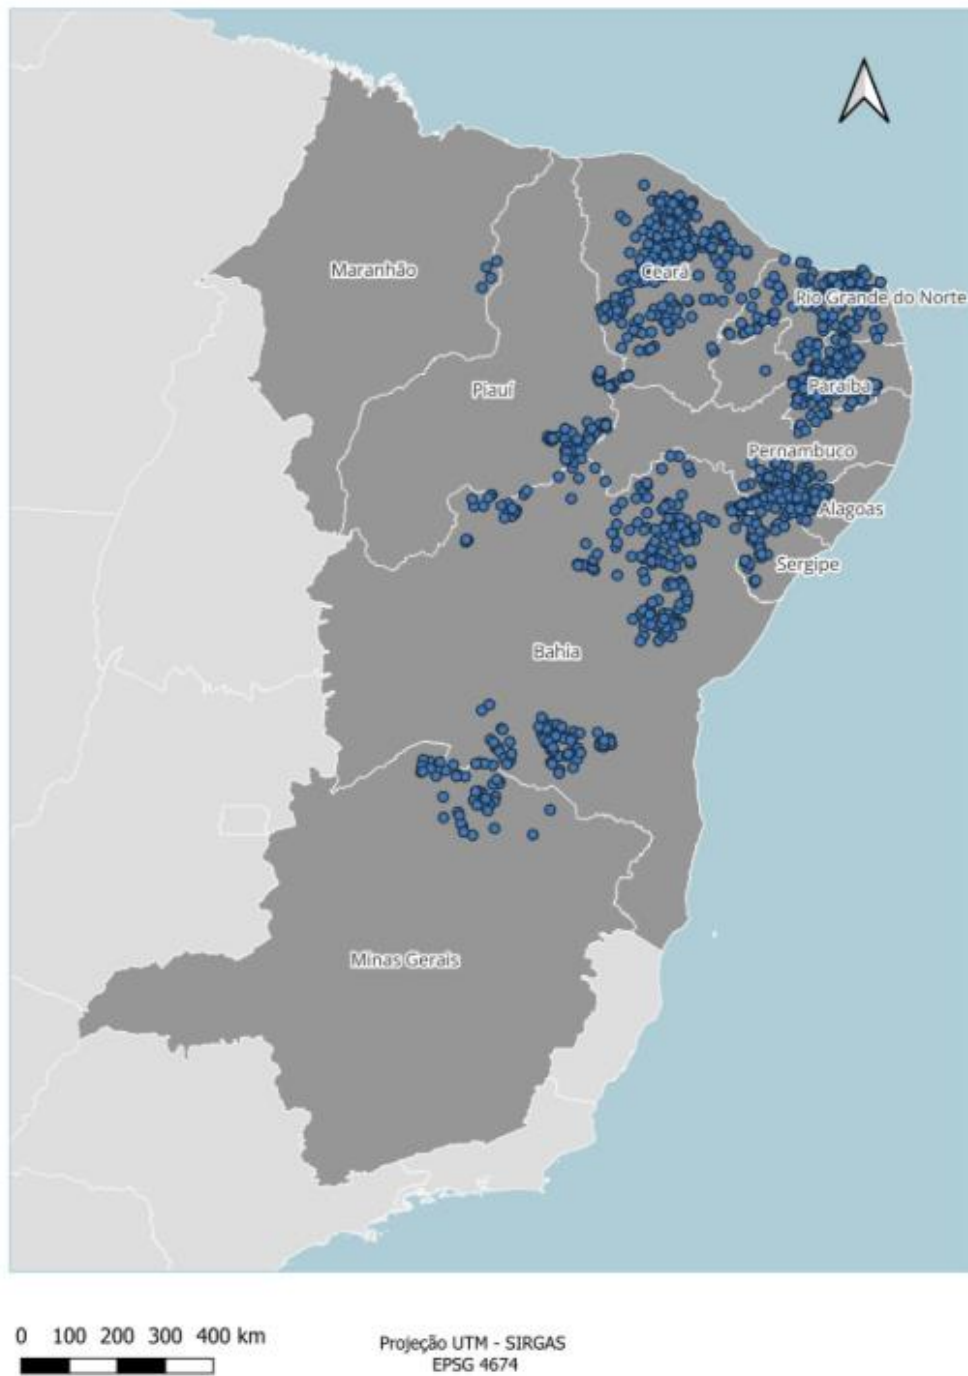 Maranhão
Ceará
Rio Grande do Norte
Piauí
Paraíba
Pernambuco
Alagoas
Sergipe
Bahia
Minas Gerais
0 100 200 300 400 km
Projeção UTM - SIRGAS
EPSG 4674